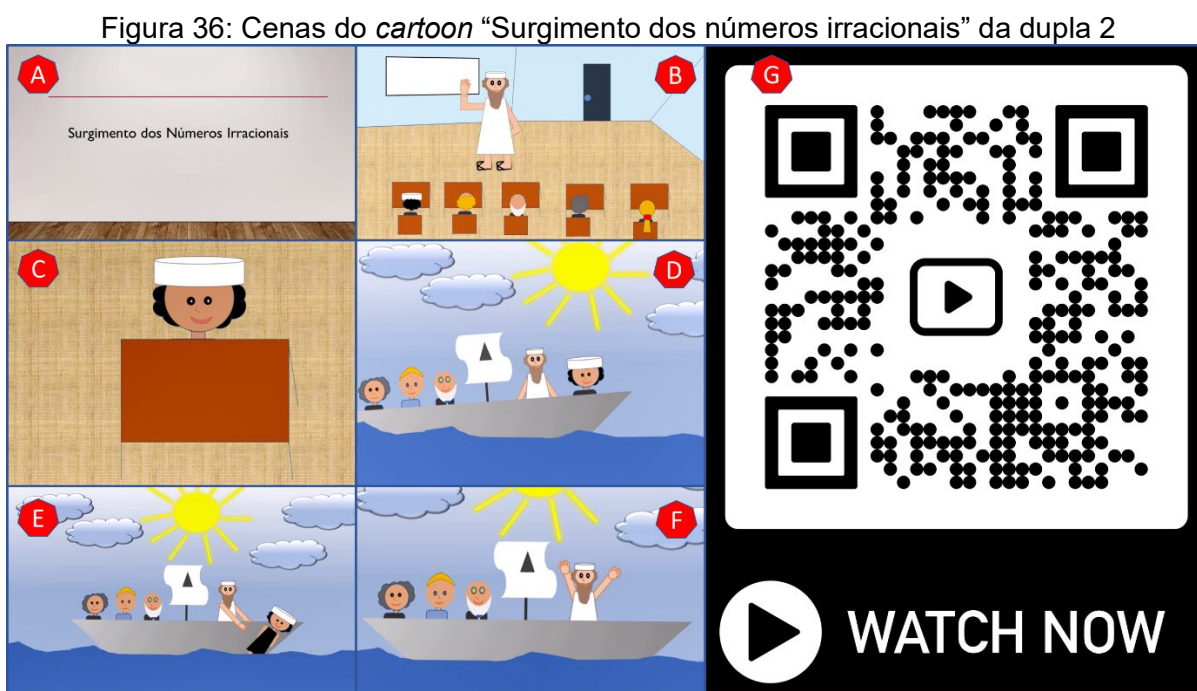 Figura 36: Cenas do cartoon “Surgimento dos números irracionais” da dupla 2
A
Surgimento dos Números Irracionais
B
C
D
E
F
G
WATCH NOW